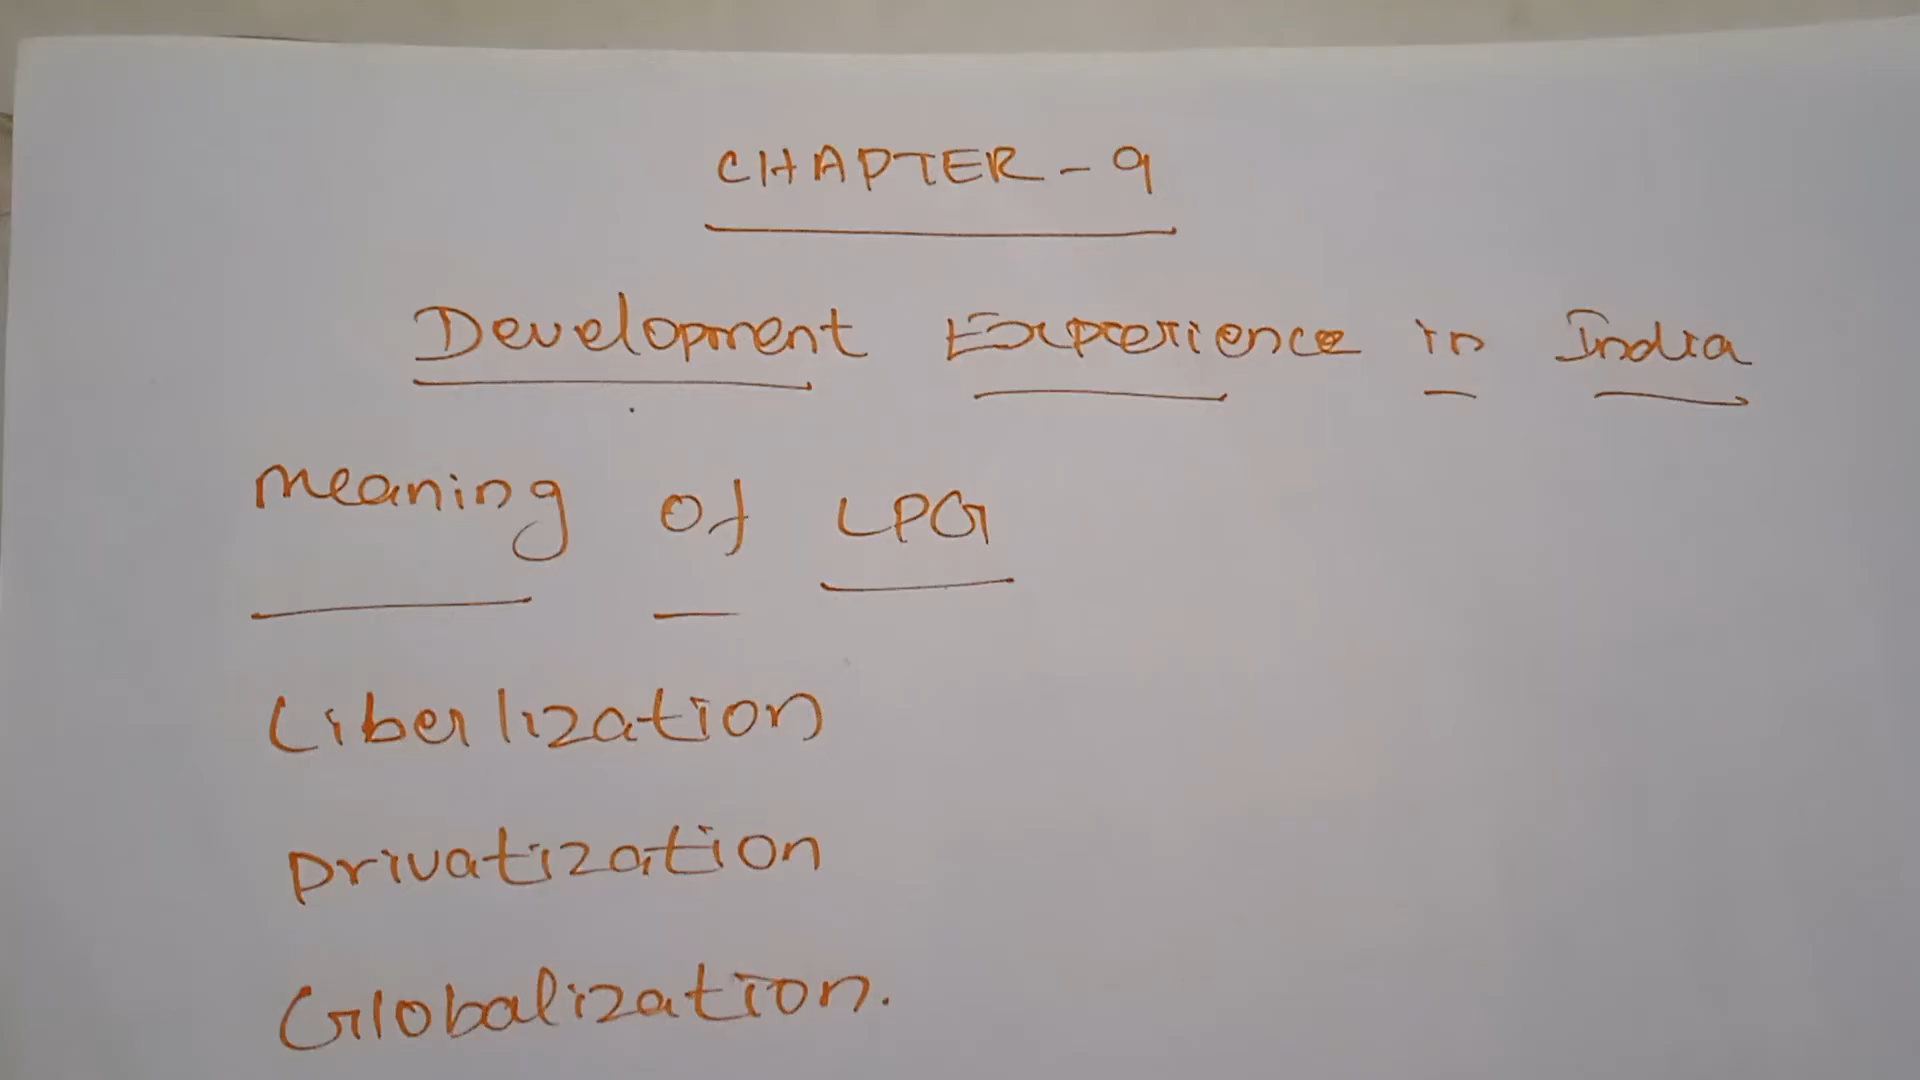 CHAPTER - 9
Development Experience in India
meaning of LPG
Liberlization
Privatization
Globalization.